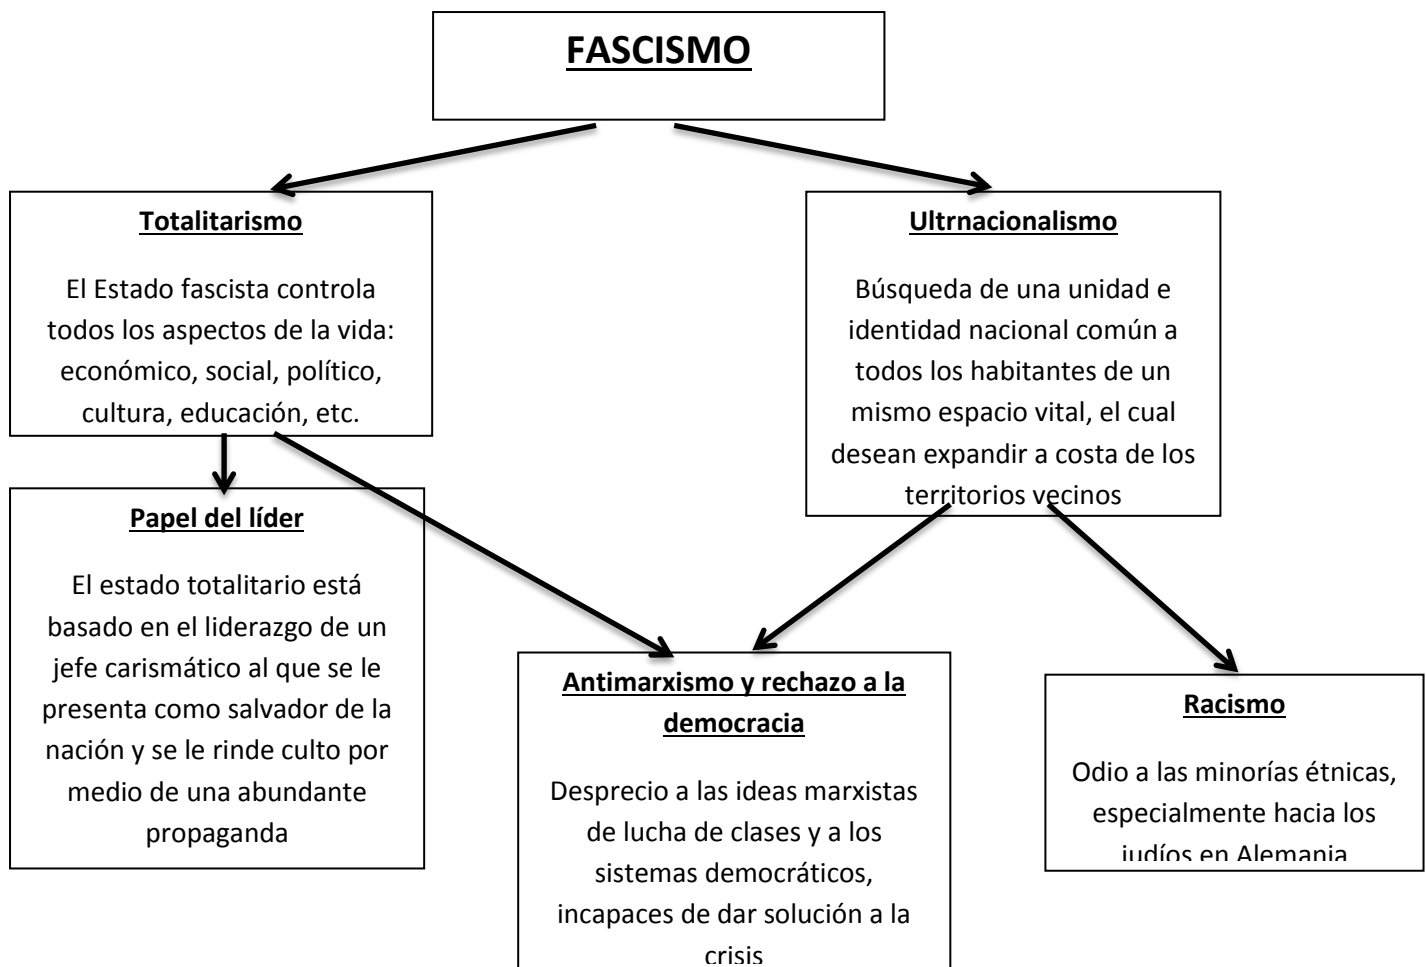 FASCISMO
Totalitarismo
El Estado fascista controla
todos los aspectos de la vida:
económico, social, político,
cultura, educación, etc.
Ultrnacionalismo
Búsqueda de una unidad e
identidad nacional común a
todos los habitantes de un
mismo espacio vital, el cual
desean expandir a costa de los
territorios vecinos
Papel del líder
El estado totalitario está
basado en el liderazgo de un
jefe carismático al que se le
presenta como salvador de la
nación y se le rinde culto por
medio de una abundante
propaganda
Antimarxismo y rechazo a la
democracia
Desprecio a las ideas marxistas
de lucha de clases y a los
sistemas democráticos,
incapaces de dar solución a la
crisis
Racismo
Odio a las minorías étnicas,
especialmente hacia los
judíos en Alemania